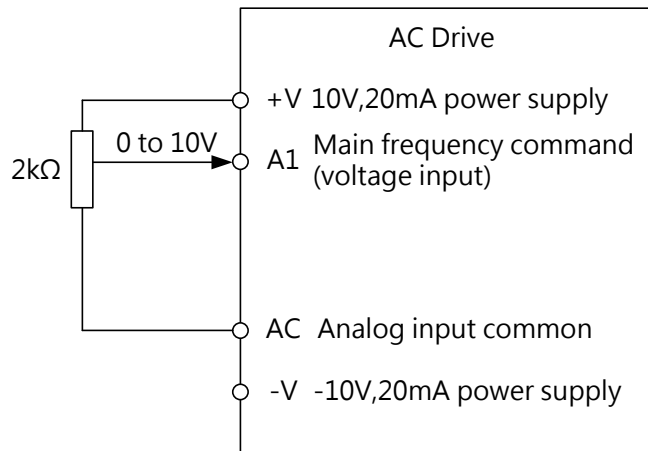 AC Drive
+V 10V,20mA power supply
0 to 10V
A1 Main frequency command
(voltage input)
2kΩ
AC Analog input common
-V -10V,20mA power supply